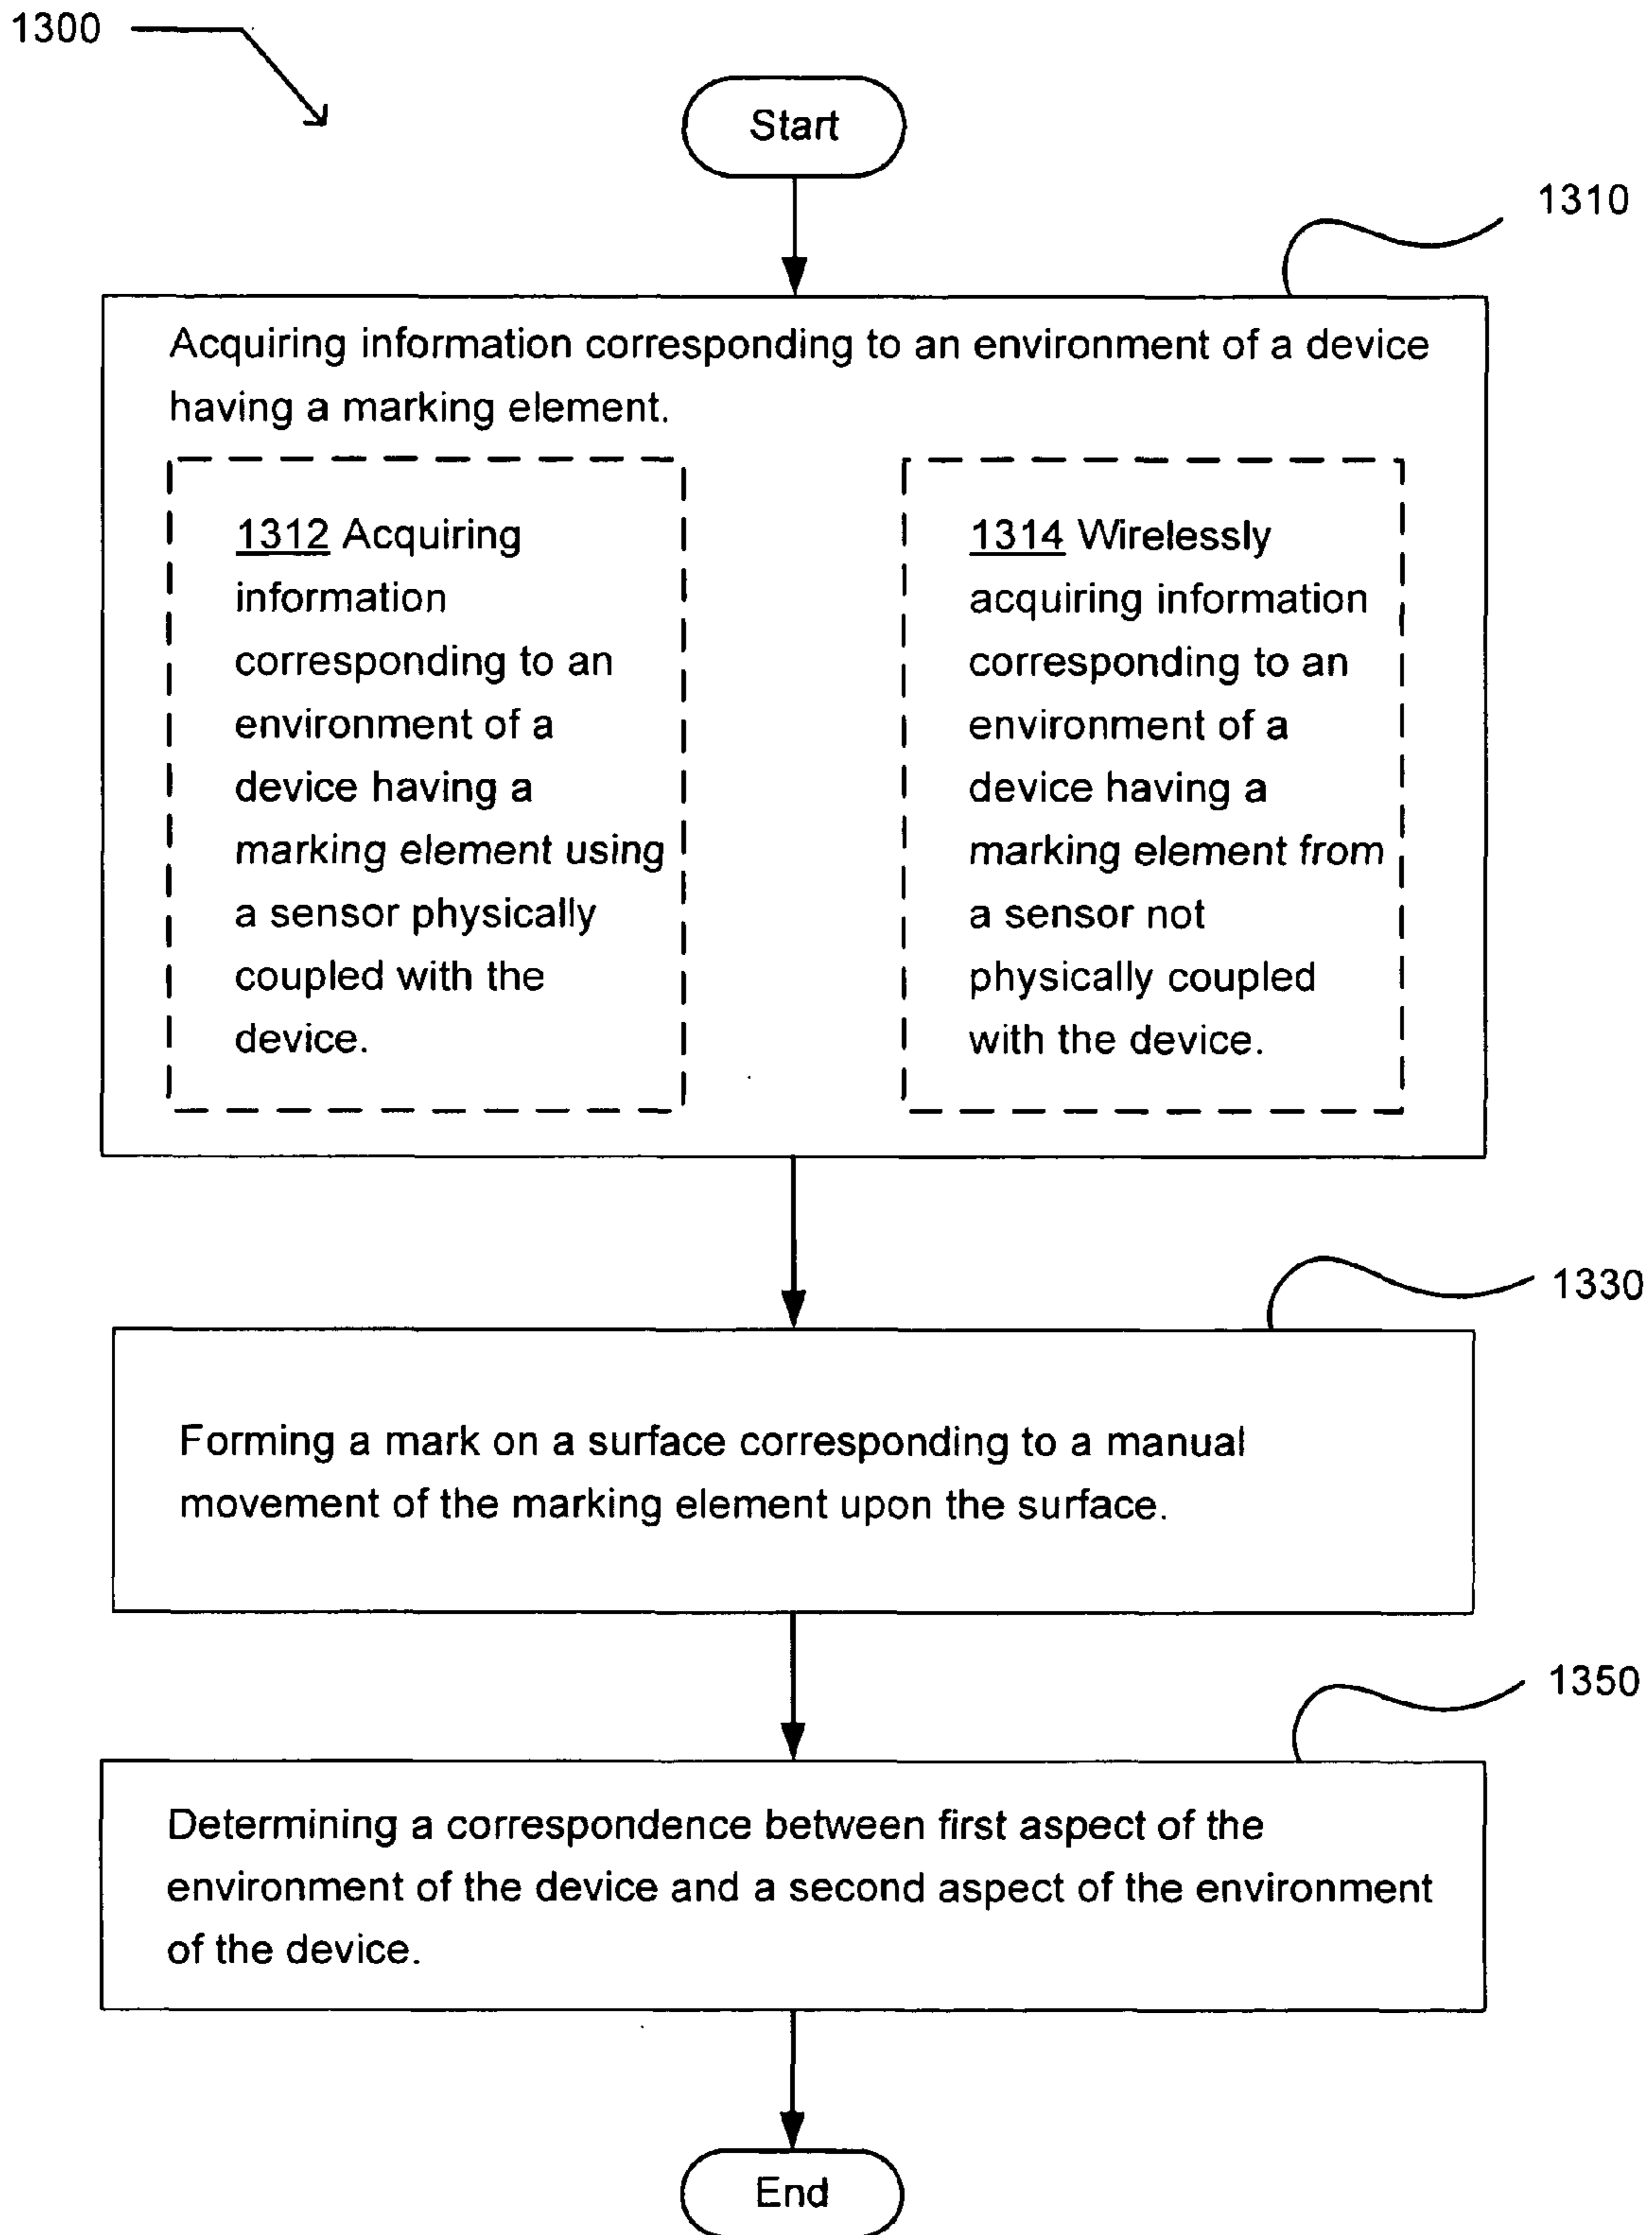 1300
Start
1310
Acquiring information corresponding to an environment of a device
having a marking element.
1312 Acquiring
information
corresponding to an
environment of a
device having a
marking element using
a sensor physically
coupled with the
device.
1314 Wirelessly
acquiring information
corresponding to an
environment of a
device having a
marking element from
a sensor not
physically coupled
with the device.
1330
Forming a mark on a surface corresponding to a manual
movement of the marking element upon the surface.
1350
Determining a correspondence between first aspect of the
environment of the device and a second aspect of the environment
of the device.
End